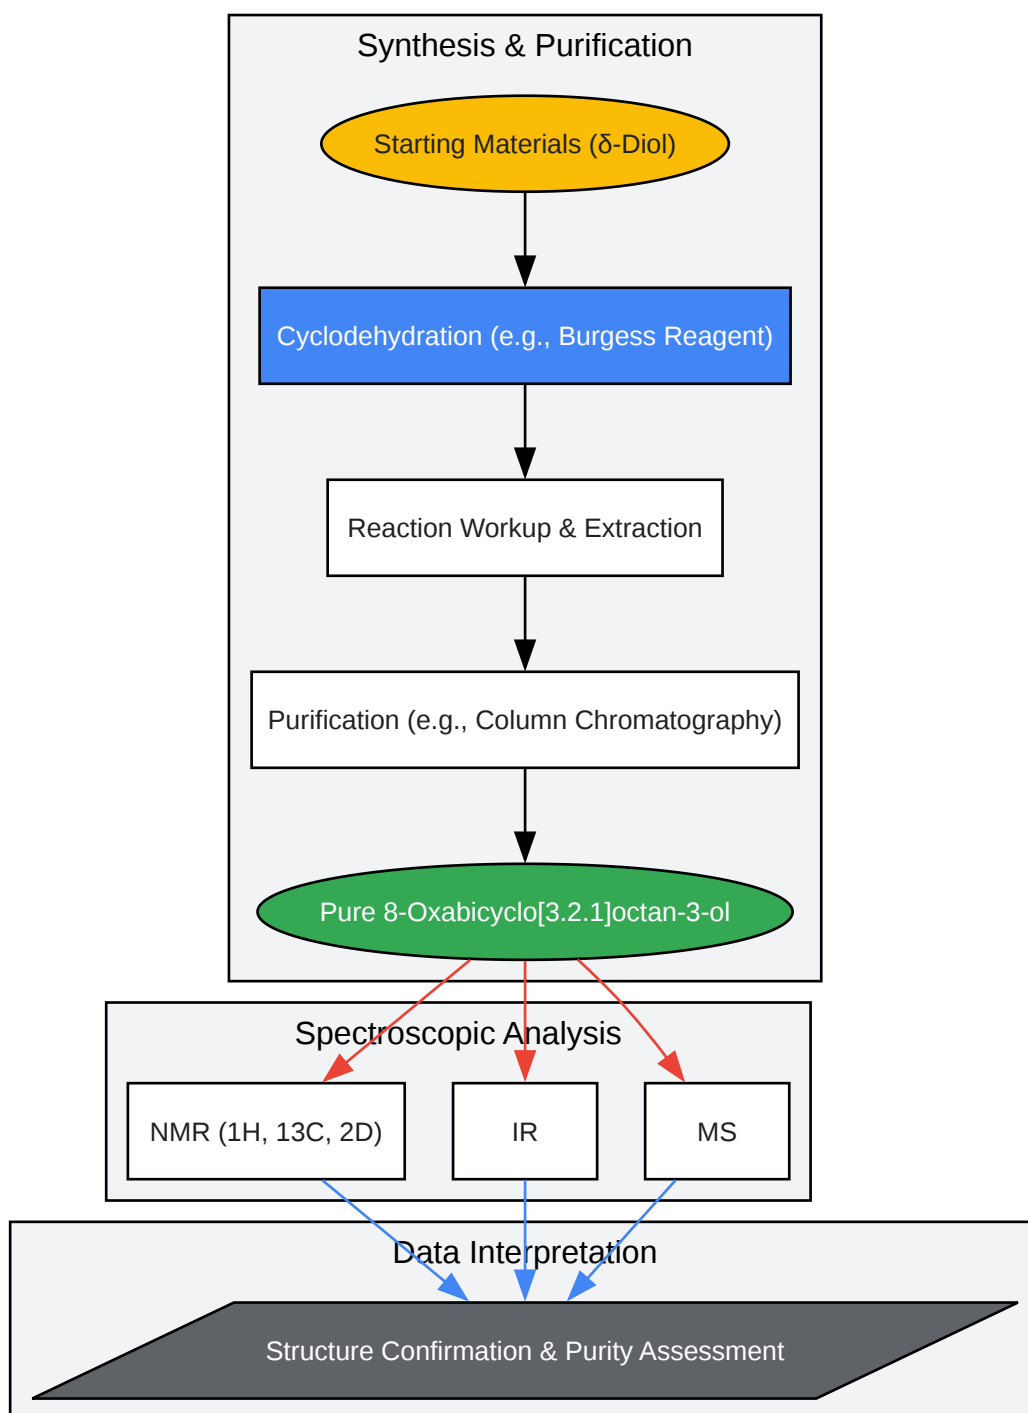 Synthesis & Purification
Starting Materials (δ-Diol)
Cyclodehydration (e.g., Burgess Reagent)
Reaction Workup & Extraction
Purification (e.g., Column Chromatography)
Pure 8-Oxabicyclo[3.2.1]octan-3-ol
Spectroscopic Analysis
NMR (1H, 13C, 2D)
IR
MS
Data Interpretation
Structure Confirmation & Purity Assessment